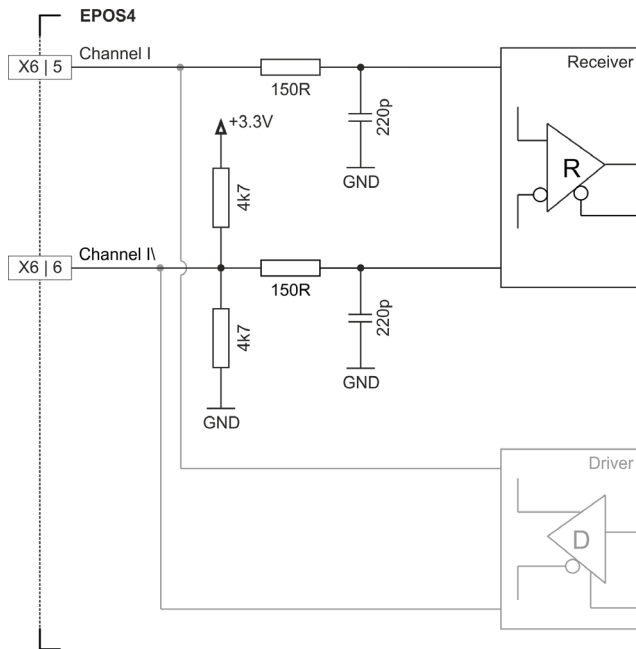 EPOS4
X6 | 5
Channel I
150R
220p
GND
Receiver
R
+3.3V
4k7
X6 | 6
Channel I\
150R
4k7
220p
GND
GND
Driver
D